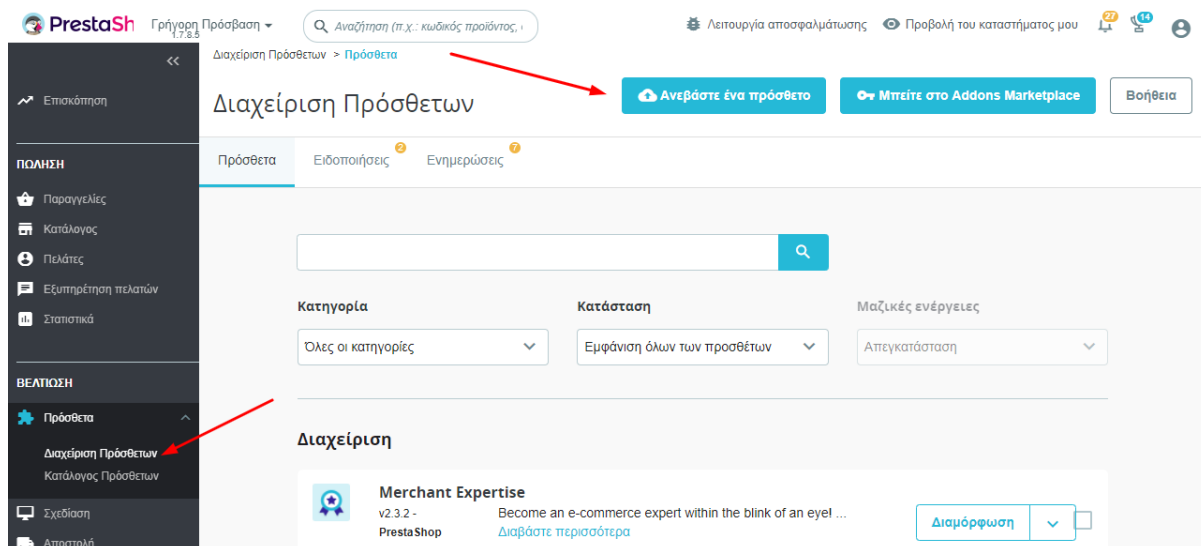 PrestaSh
1.7.8.5
Γρήγορη Πρόσβαση
Αναζήτηση (π.χ.: κωδικός προϊόντος,
Λειτουργία αποσφαλμάτωσης
Προβολή του καταστήματος μου
27
14
<<
Επισκόπηση
ΠΩΛΗΣΗ
Παραγγελίες
Κατάλογος
Πελάτες
Εξυπηρέτηση πελατών
Στατιστικά
ΒΕΛΤΙΩΣΗ
Πρόσθετα
Διαχείριση Πρόσθετων
Κατάλογος Πρόσθετων
Σχεδίαση
Αποστολή
Διαχείριση Πρόσθετων > Πρόσθετα
Διαχείριση Πρόσθετων
Ανεβάστε ένα πρόσθετο
Μπείτε στο Addons Marketplace
Βοήθεια
Πρόσθετα
Ειδοποιήσεις 2
Ενημερώσεις 7
Κατηγορία
Κατάσταση
Μαζικές ενέργειες
Όλες οι κατηγορίες
Εμφάνιση όλων των προσθέτων
Απεγκατάσταση
Διαχείριση
Merchant Expertise
v2.3.2 -
PrestaShop
Become an e-commerce expert within the blink of an eye! ...
Διαβάστε περισσότερα
Διαμόρφωση